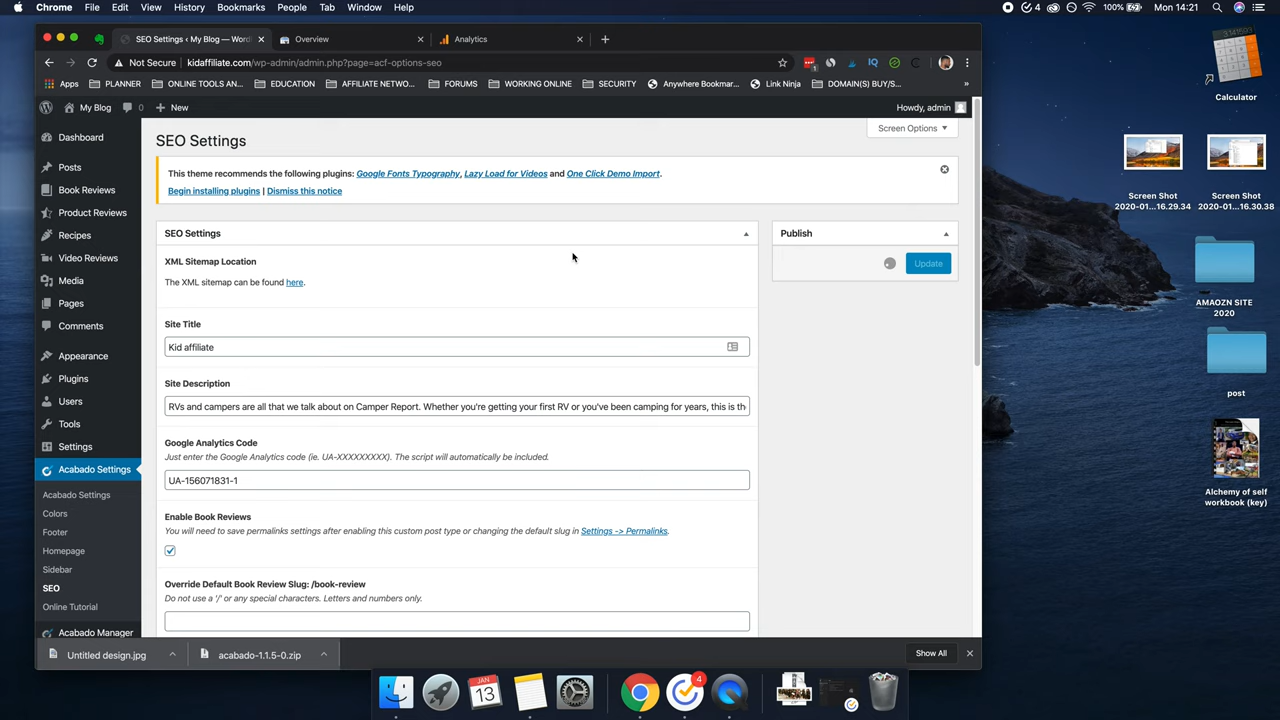 Chrome File Edit View History Bookmarks People Tab Window Help
4 100% Mon 14:21
SEO Settings ‹ My Blog — Word
Overview
Analytics
Not Secure kidaffiliate.com/wp-admin/admin.php?page=acf-options-seo
Apps PLANNER ONLINE TOOLS AN... EDUCATION AFFILIATE NETWO... FORUMS WORKING ONLINE SECURITY Anywhere Bookmar... Link Ninja DOMAIN(S) BUY/S... »
My Blog 0 New Howdy, admin
Dashboard
Posts
Book Reviews
Product Reviews
Recipes
Video Reviews
Media
Pages
Comments
Appearance
Plugins
Users
Tools
Settings
Acabado Settings
Acabado Settings
Colors
Footer
Homepage
Sidebar
SEO
Online Tutorial
Acabado Manager
Screen Options
SEO Settings
This theme recommends the following plugins: Google Fonts Typography, Lazy Load for Videos and One Click Demo Import.
Begin installing plugins | Dismiss this notice
SEO Settings
XML Sitemap Location
The XML sitemap can be found here.
Site Title
Kid affiliate
Site Description
RVs and campers are all that we talk about on Camper Report. Whether you're getting your first RV or you've been camping for years, this is th
Google Analytics Code
Just enter the Google Analytics code (ie. UA-XXXXXXXXX). The script will automatically be included.
UA-156071831-1
Enable Book Reviews
You will need to save permalinks settings after enabling this custom post type or changing the default slug in Settings -> Permalinks.
Override Default Book Review Slug: /book-review
Do not use a '/' or any special characters. Letters and numbers only.
Publish
Update
Untitled design.jpg
acabado-1.1.5-0.zip
Show All
Calculator
Screen Shot
2020-01...16.29.34
Screen Shot
2020-01...16.30.38
AMAOZN SITE
2020
post
Alchemy of self
workbook (key)
JAN
13
4